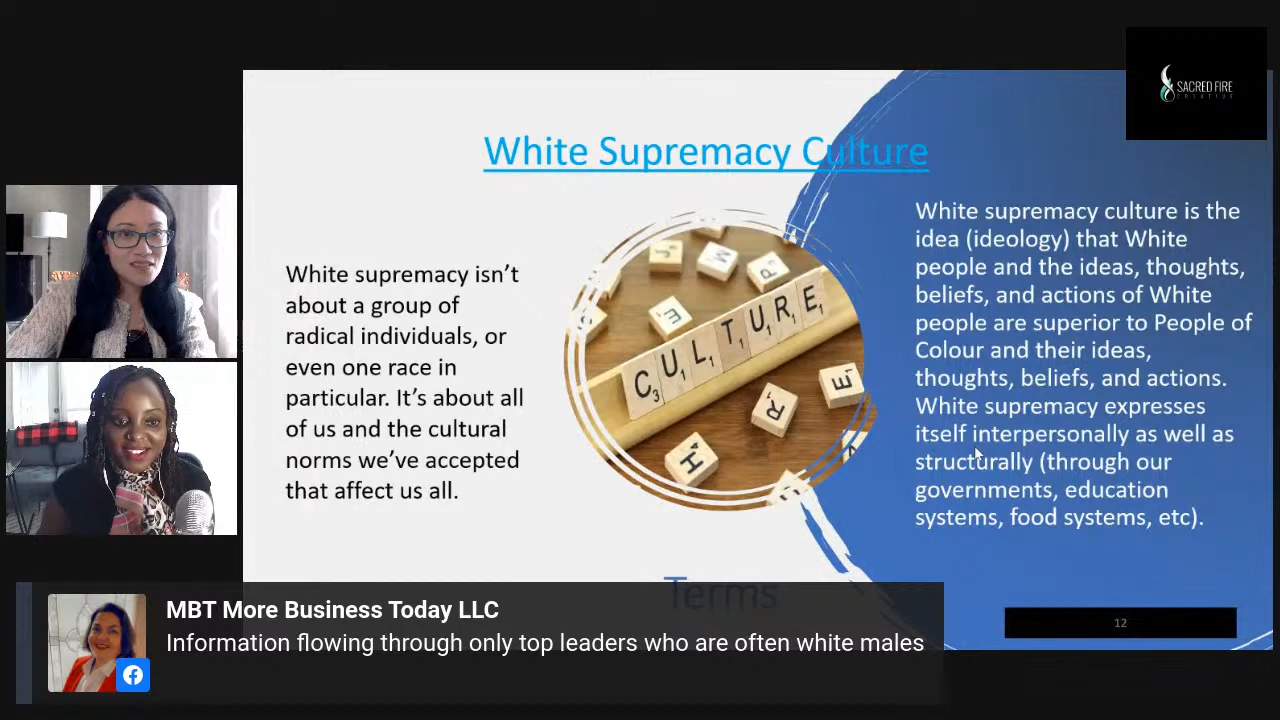 SACRED FIRE
CREATIVE
White Supremacy Culture
White supremacy isn't
about a group of
radical individuals, or
even one race in
particular. It's about all
of us and the cultural
norms we've accepted
that affect us all.
J
W
P
E
CULTURE
R
E
H
White supremacy culture is the
idea (ideology) that White
people and the ideas, thoughts,
beliefs, and actions of White
people are superior to People of
Colour and their ideas,
thoughts, beliefs, and actions.
White supremacy expresses
itself interpersonally as well as
structurally (through our
governments, education
systems, food systems, etc).
Terms
12
MBT More Business Today LLC
Information flowing through only top leaders who are often white males